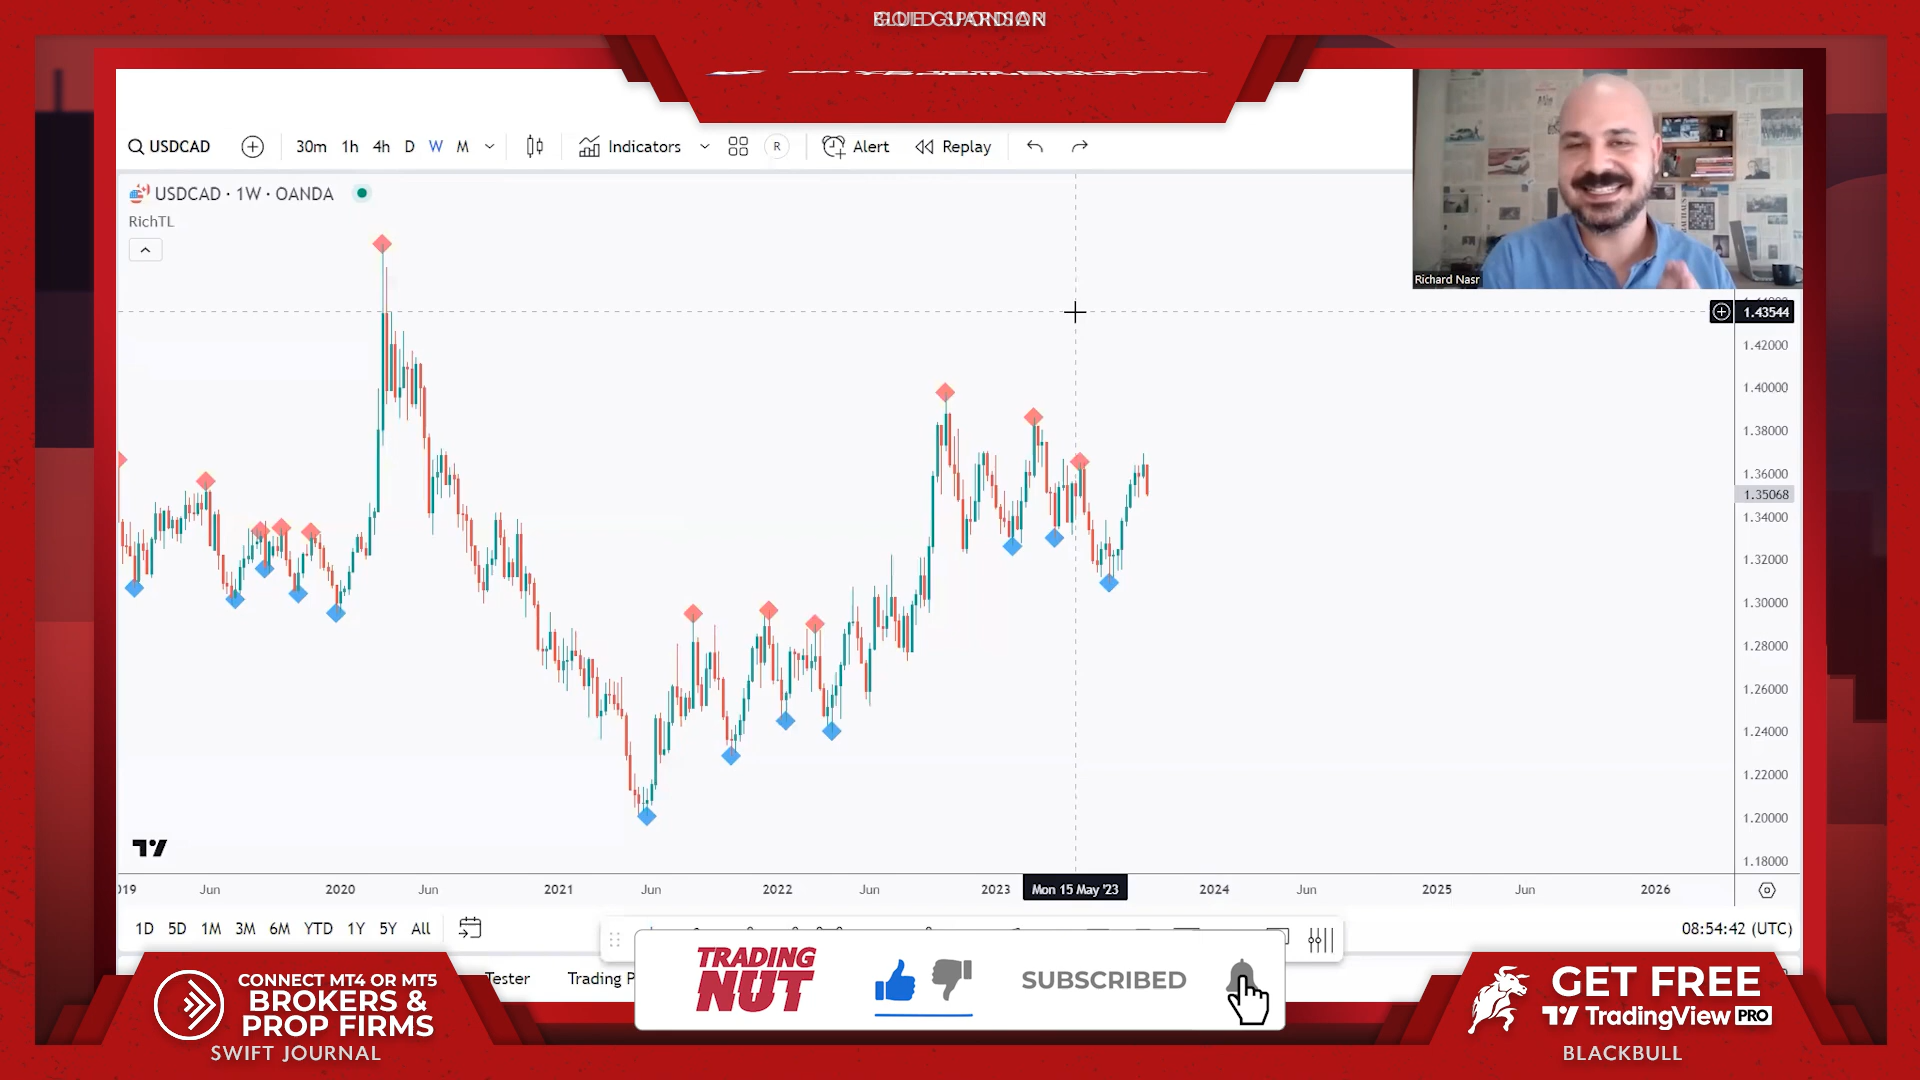 USDCAD
30m 1h 4h D W M
Indicators
R
Alert
Replay
USDCAD · 1W · OANDA
RichTL
Richard Nasr
1.43544
1.42000
1.40000
1.38000
1.36000
1.35068
1.34000
1.32000
1.30000
1.28000
1.26000
1.24000
1.22000
1.20000
1.18000
019 Jun 2020 Jun 2021 Jun 2022 Jun 2023 Mon 15 May '23 2024 Jun 2025 Jun 2026
1D 5D 1M 3M 6M YTD 1Y 5Y All
08:54:42 (UTC)
Tester
Trading P
TRADING
NUT
SUBSCRIBED
CONNECT MT4 OR MT5
BROKERS &
PROP FIRMS
SWIFT JOURNAL
GET FREE
TradingView PRO
BLACKBULL